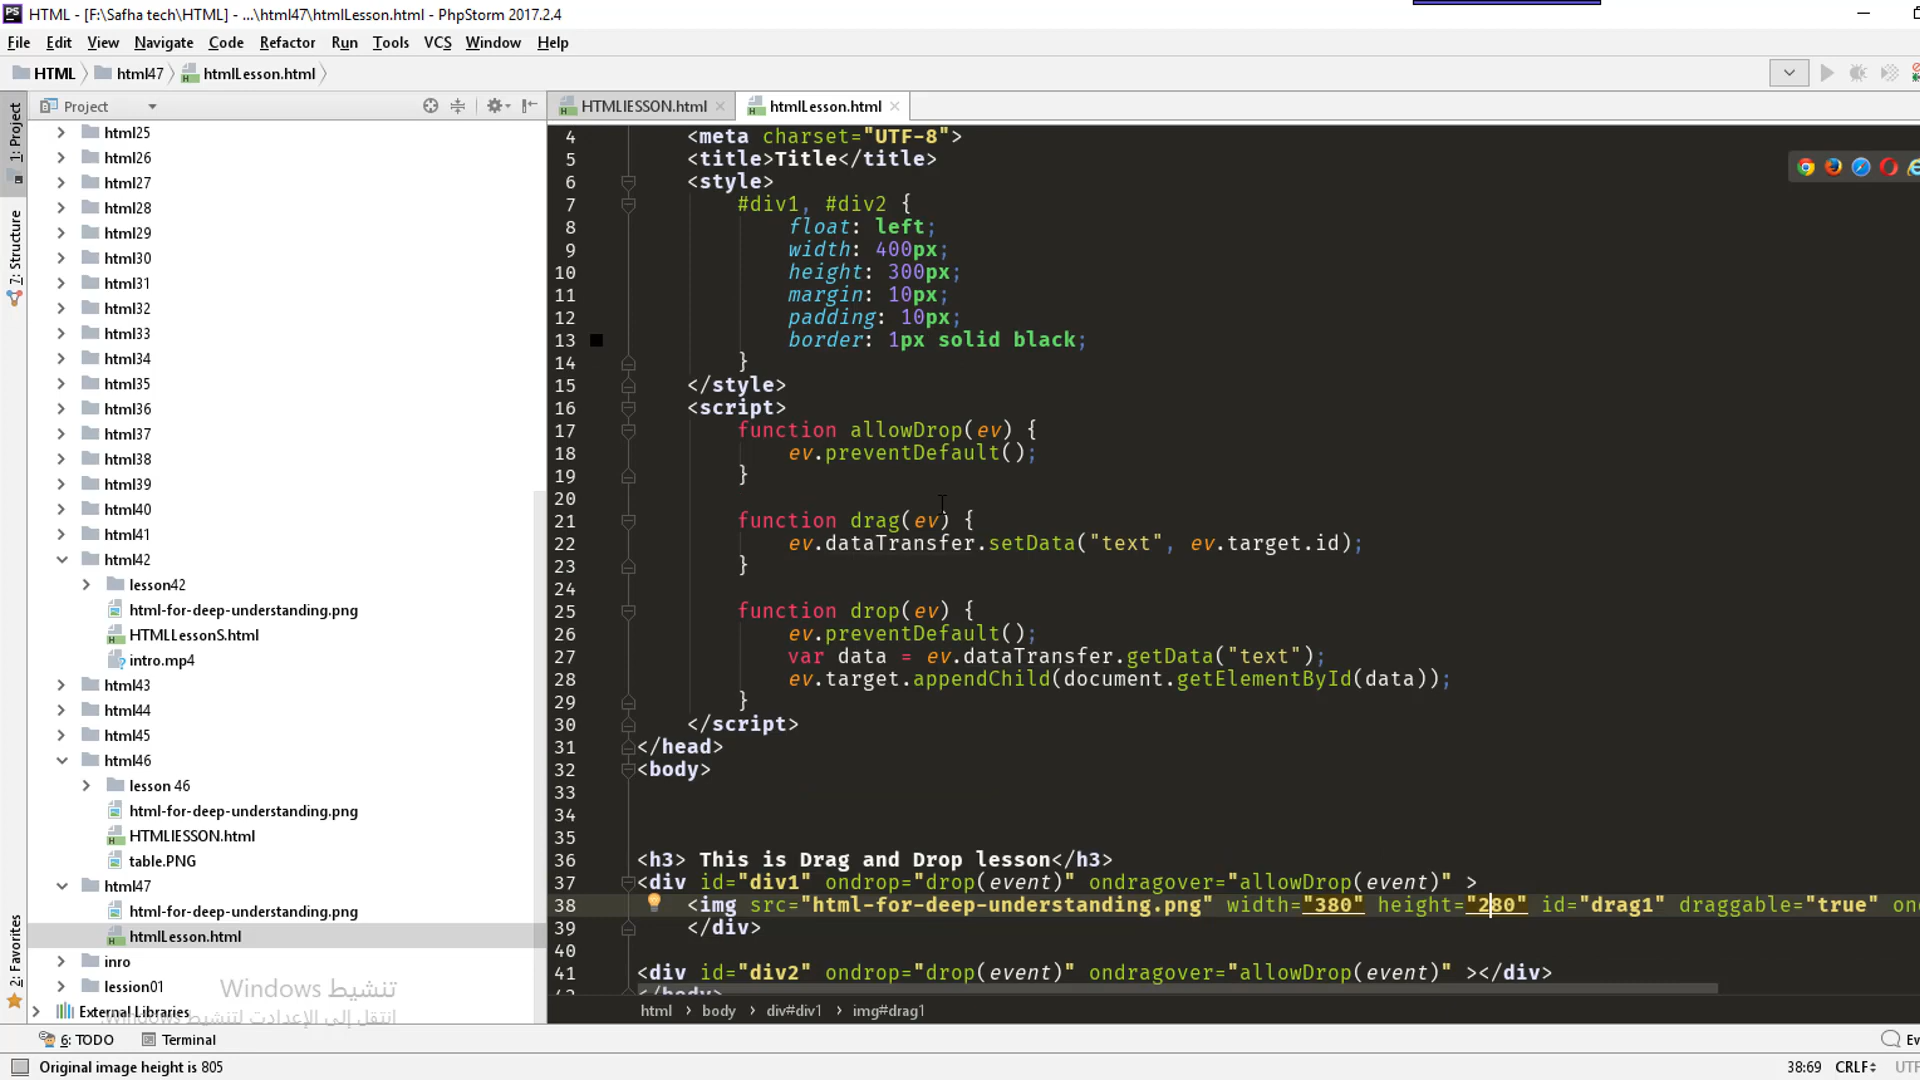 HTML - [F:\Safha tech\HTML] - ...\html47\htmlLesson.html - PhpStorm 2017.2.4
File Edit View Navigate Code Refactor Run Tools VCS Window Help
HTML html47 htmlLesson.html
1: Project
7: Structure
2: Favorites
Project
html25
html26
html27
html28
html29
html30
html31
html32
html33
html34
html35
html36
html37
html38
html39
html40
html41
html42
lesson42
html-for-deep-understanding.png
HTMLLessonS.html
intro.mp4
html43
html44
html45
html46
lesson 46
html-for-deep-understanding.png
HTMLlESSON.html
table.PNG
html47
html-for-deep-understanding.png
htmlLesson.html
inro
lession01
External Libraries
تنشيط Windows
انتقل إلى الإعدادات لتنشيط Windows.
HTMLlESSON.html htmlLesson.html
4 <meta charset="UTF-8">
5 <title>Title</title>
6 <style>
7 #div1, #div2 {
8 float: left;
9 width: 400px;
10 height: 300px;
11 margin: 10px;
12 padding: 10px;
13 border: 1px solid black;
14 }
15 </style>
16 <script>
17 function allowDrop(ev) {
18 ev.preventDefault();
19 }
20
21 function drag(ev) {
22 ev.dataTransfer.setData("text", ev.target.id);
23 }
24
25 function drop(ev) {
26 ev.preventDefault();
27 var data = ev.dataTransfer.getData("text");
28 ev.target.appendChild(document.getElementById(data));
29 }
30 </script>
31 </head>
32 <body>
33
34
35
36 <h3> This is Drag and Drop lesson</h3>
37 <div id="div1" ondrop="drop(event)" ondragover="allowDrop(event)" >
38 <img src="html-for-deep-understanding.png" width="380" height="280" id="drag1" draggable="true" on
39 </div>
40
41 <div id="div2" ondrop="drop(event)" ondragover="allowDrop(event)" ></div>
html body div#div1 img#drag1
6: TODO Terminal Ev
Original image height is 805 38:69 CRLF UTF